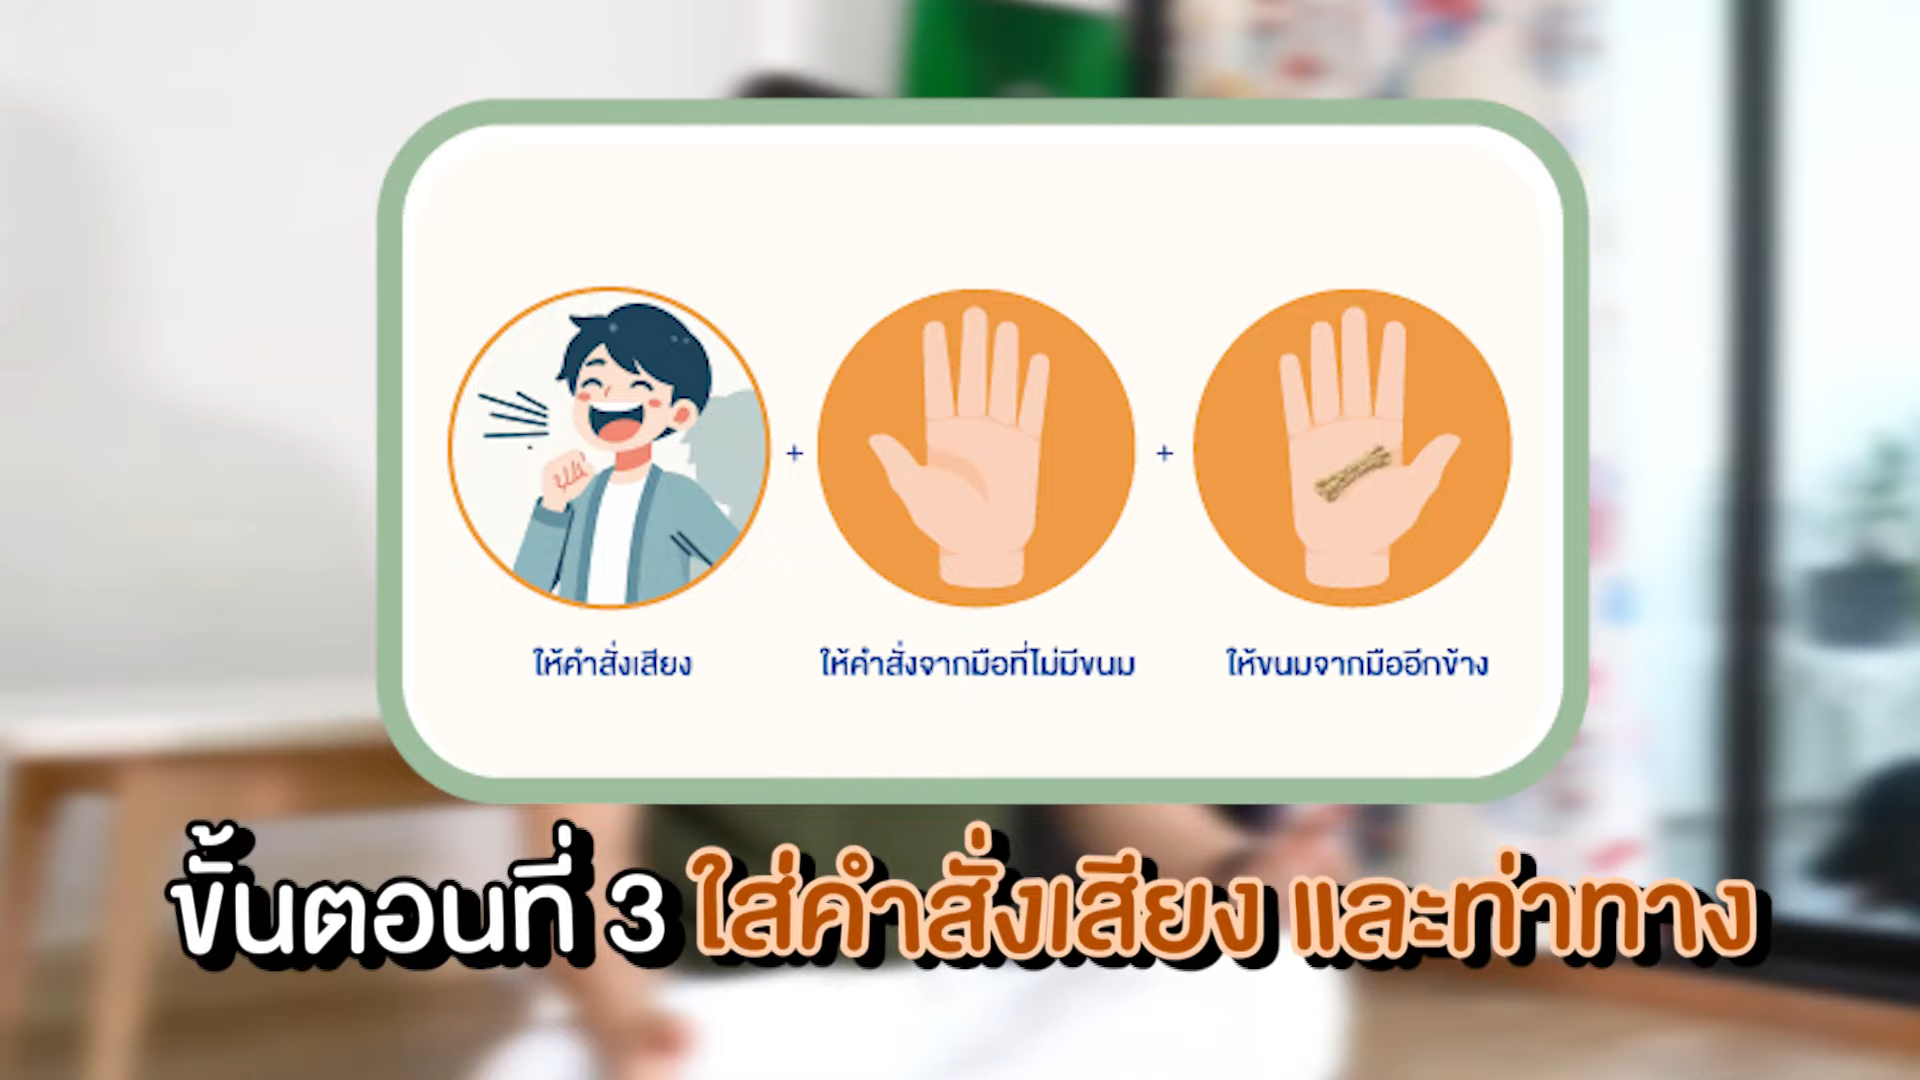 ให้คำสั่งเสียง + ให้คำสั่งจากมือที่ไม่มีขนม + ให้ขนมจากมืออีกข้าง
ขั้นตอนที่ 3 ใส่คำสั่งเสียง และท่าทาง